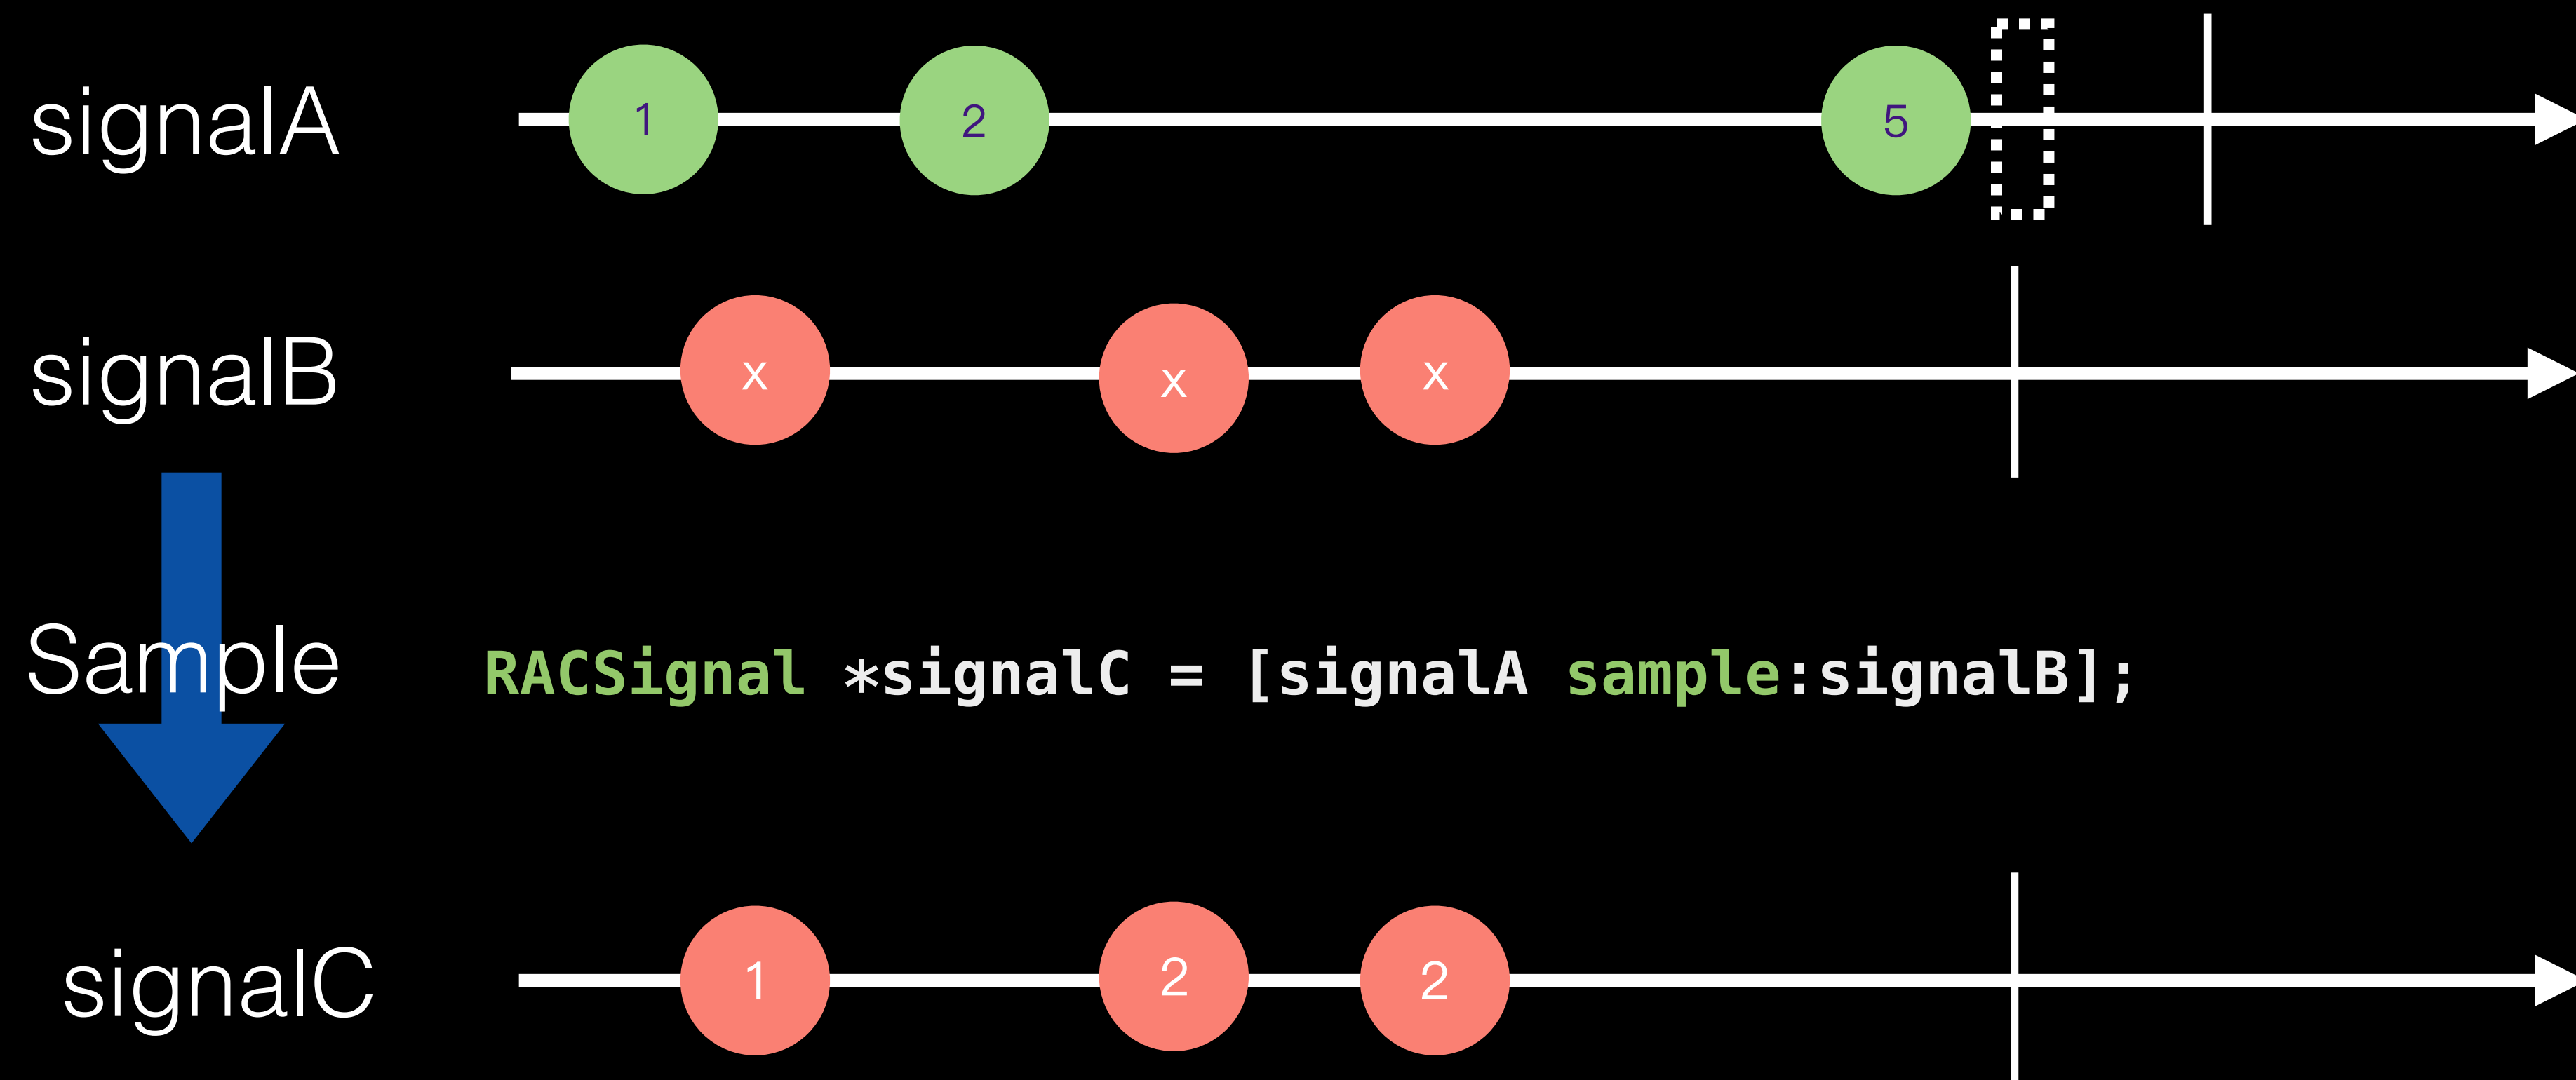 signalA 1 2 5
signalB x x x
Sample RACSignal *signalC = [signalA sample:signalB];
signalC 1 2 2